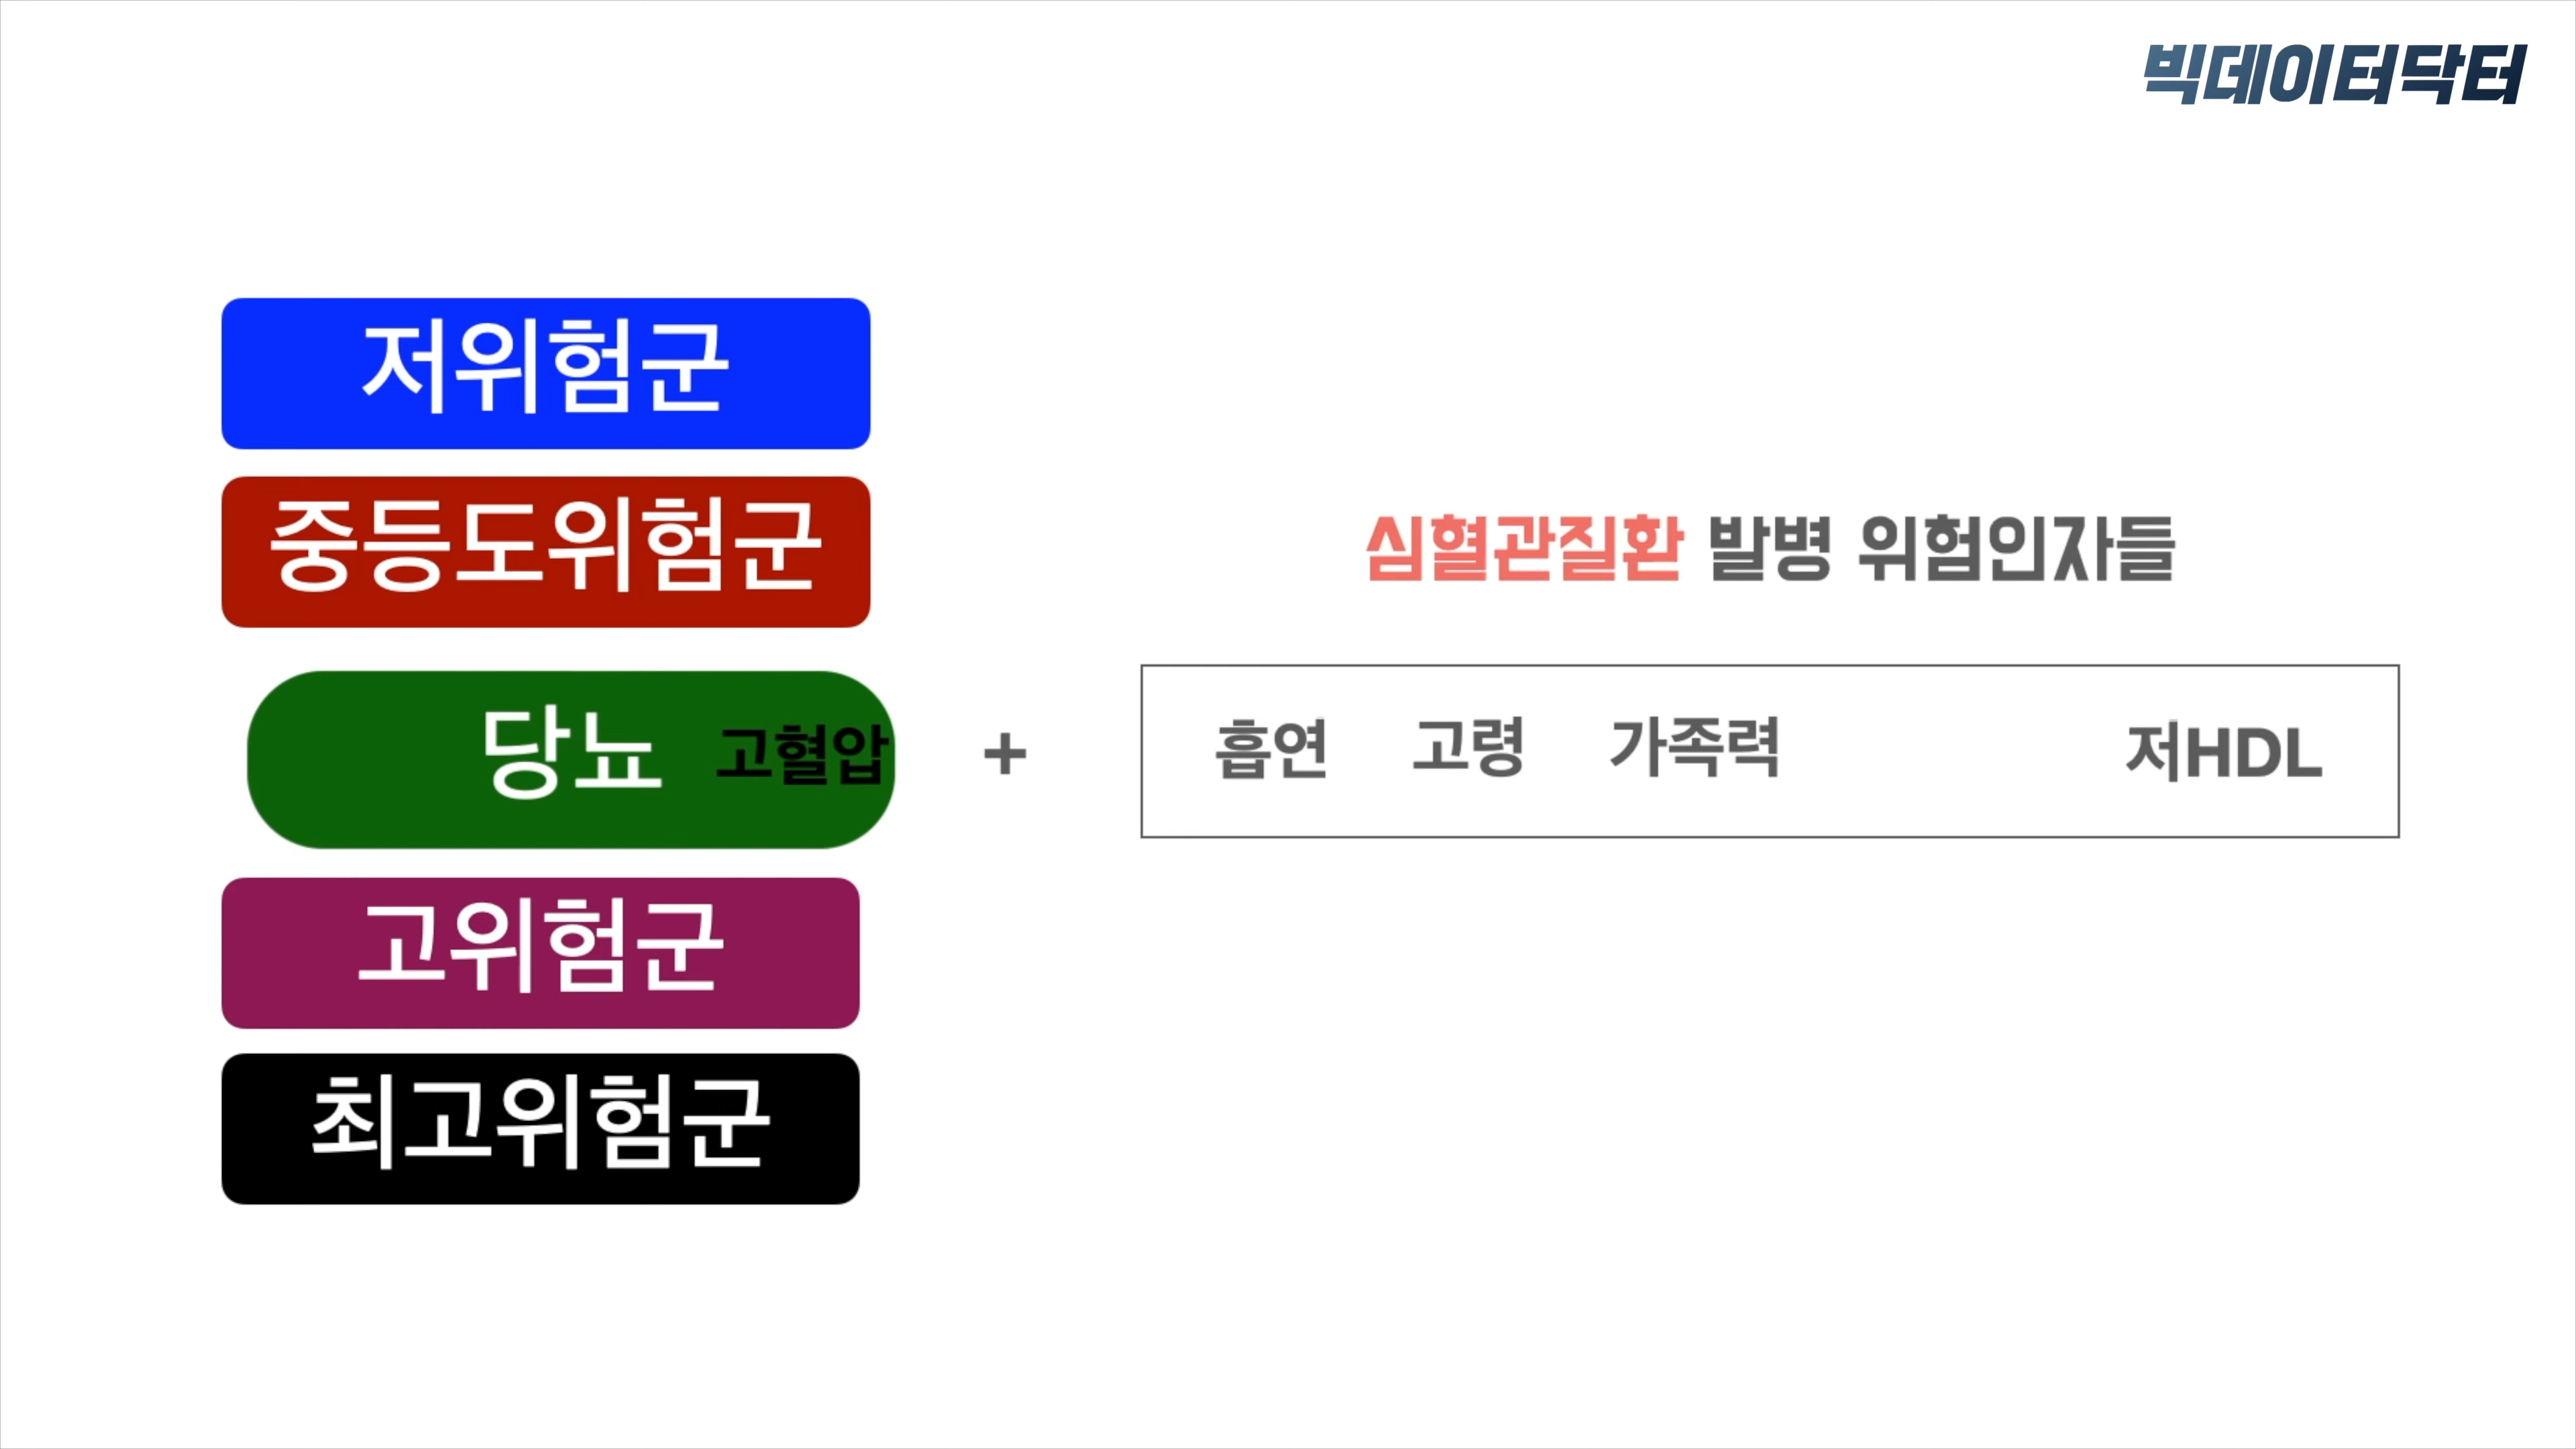 빅데이터닥터
저위험군
중등도위험군
심혈관질환 발병 위험인자들
당뇨 고혈압 + 흡연 고령 가족력 저HDL
고위험군
최고위험군